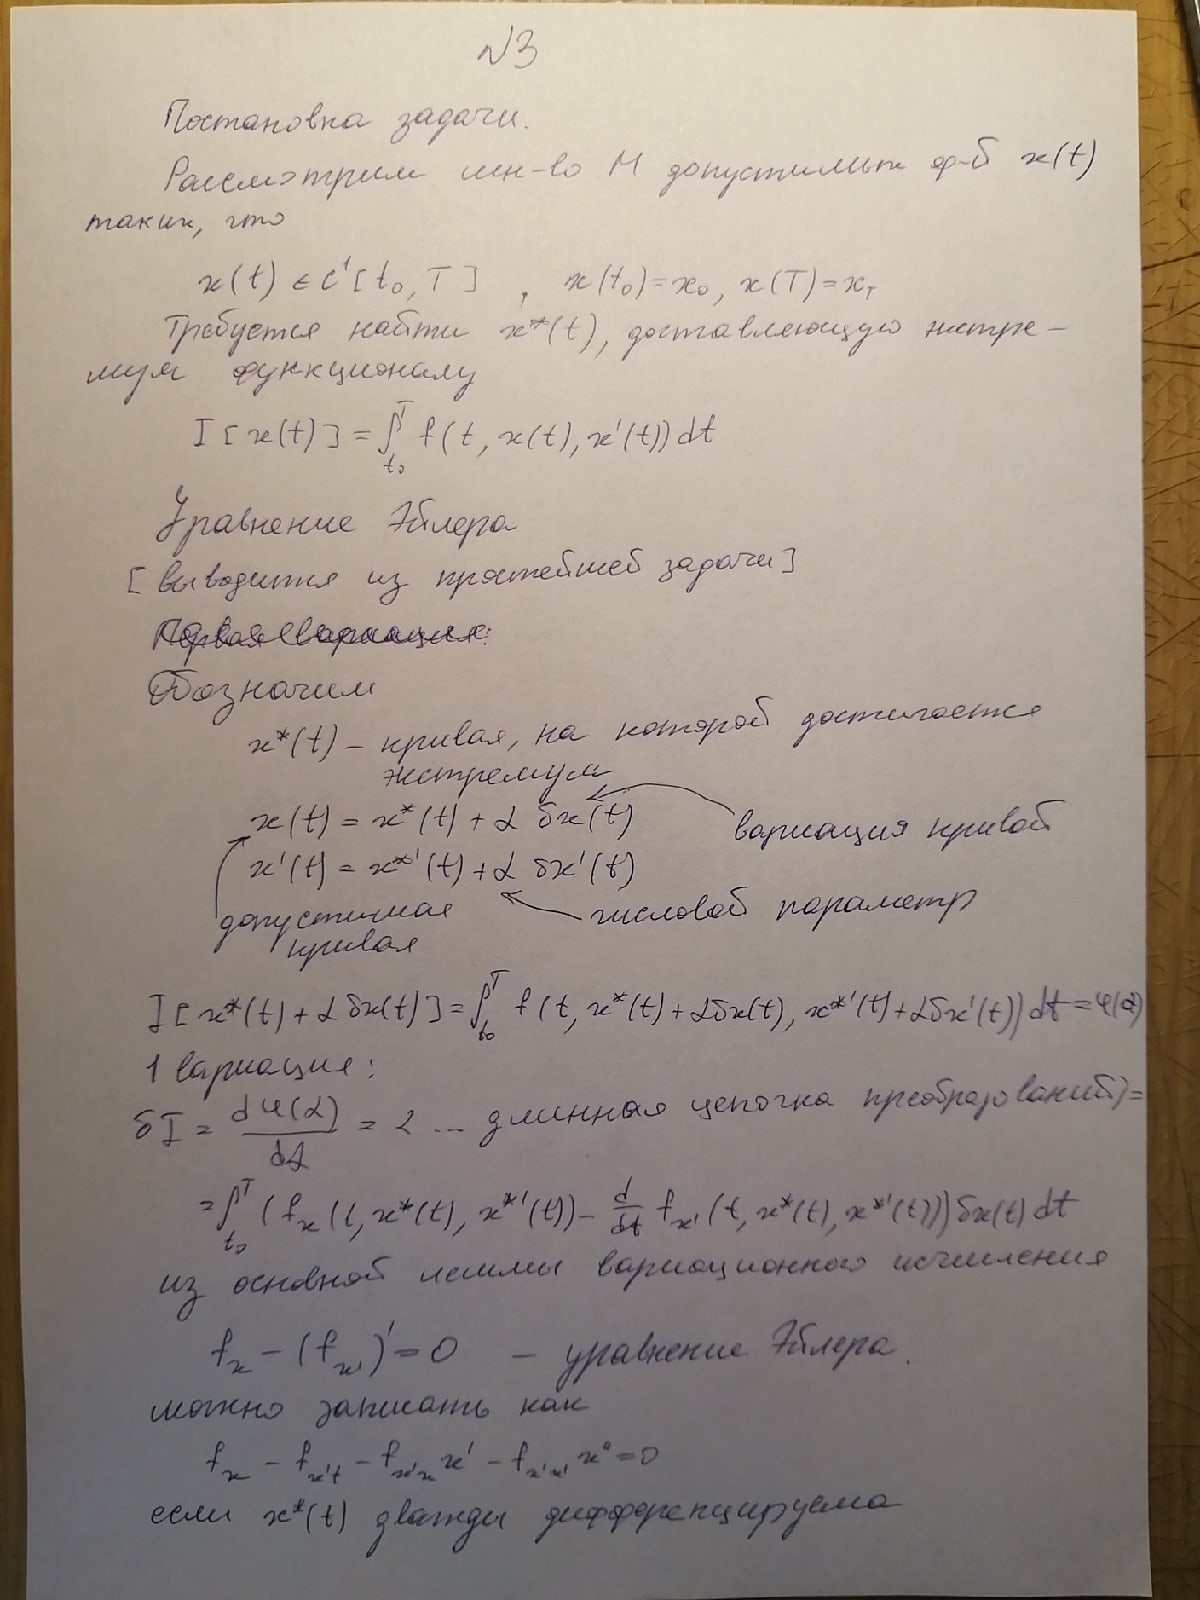 №3
Постановка задачи.
Рассмотрим мн-во M допустимых ф-й x(t)
таких, что
x(t) ∈ C¹[t₀, T] , x(t₀)=x₀, x(T)=x_T
Требуется найти x*(t), доставляющую экстре-
мум функционалу
I[x(t)] = ∫_{t₀}^{T} f(t, x(t), x'(t)) dt
Уравнение Эйлера
[выводится из простейшей задачи]
Первая вариация:
Обозначим
x*(t) – кривая, на которой достигается
экстремум
x(t) = x*(t) + α δx(t)
вариация кривой
x'(t) = x*'(t) + α δx'(t)
допустимая
кривая
числовой параметр
I[x*(t) + α δx(t)] = ∫_{t₀}^{T} f(t, x*(t) + αδx(t), x*'(t) + αδx'(t)) dt = φ(α)
1 вариация:
δI = dφ(α)/dα = ... длинная цепочка преобразований) =
= ∫_{t₀}^{T} (f_x(t, x*(t), x*'(t)) – d/dt f_{x'}(t, x*(t), x*'(t))) δx(t) dt
из основной леммы вариационного исчисления
f_x – (f_{x'})' = 0 – уравнение Эйлера.
можно записать как
f_x – f_{x't} – f_{x'x} x' – f_{x'x'} x'' = 0
если x*(t) дважды дифференцируема